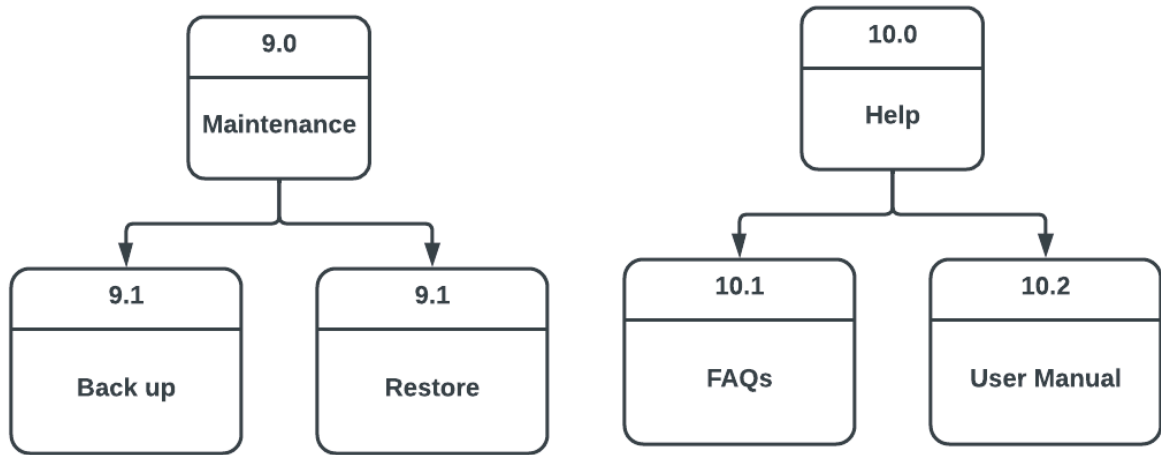 9.0
Maintenance
9.1
Back up
9.1
Restore
10.0
Help
10.1
FAQs
10.2
User Manual